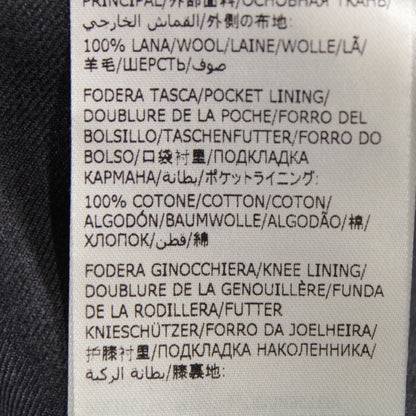 PRINCIPAL/外部面料/ОСНОВНАЯ ТКАНЬ/
القماش الخارجي/外側の布地:
100% LANA/WOOL/LAINE/WOLLE/LÃ/
羊毛/ШЕРСТЬ/صوف/
FODERA TASCA/POCKET LINING/
DOUBLURE DE LA POCHE/FORRO DEL
BOLSILLO/TASCHENFUTTER/FORRO DO
BOLSO/口袋衬里/ПОДКЛАДКА
КАРМАНА/بطانة/ポケットライニング:
100% COTONE/COTTON/COTON/
ALGODÓN/BAUMWOLLE/ALGODÃO/棉/
ХЛОПОК/قطن/綿
FODERA GINOCCHIERA/KNEE LINING/
DOUBLURE DE LA GENOUILLÈRE/FUNDA
DE LA RODILLERA/FUTTER
KNIESCHÜTZER/FORRO DA JOELHEIRA/
护膝衬里/ПОДКЛАДКА НАКОЛЕННИКА/
بطانة الركبة/膝裏地: